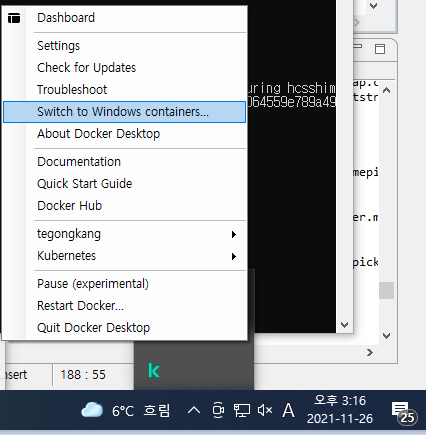 Dashboard
Settings
Check for Updates
Troubleshoot
Switch to Windows containers...
About Docker Desktop
Documentation
Quick Start Guide
Docker Hub
tegongkang
Kubernetes
Pause (experimental)
Restart Docker...
Quit Docker Desktop
uring hcsshim
064559e789a49
ap.c
tstr
mepi
er.m
pick
k
nsert
188 : 55
6°C 흐림
A
오후 3:16
2021-11-26
25